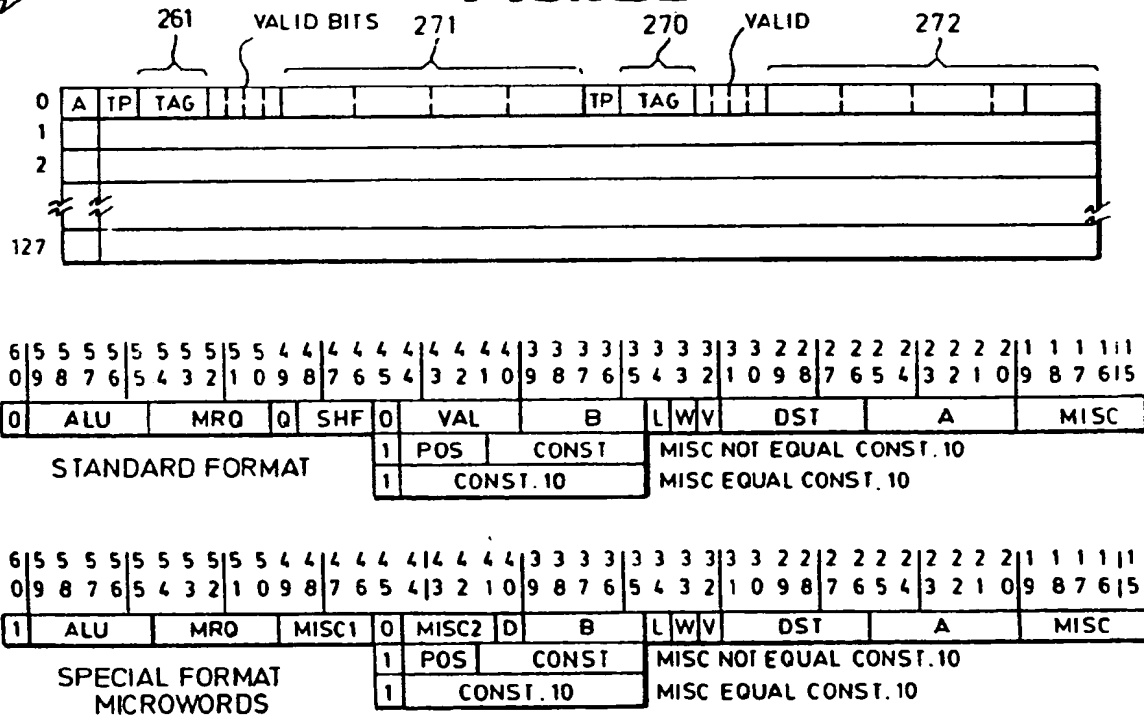 261 VALID BITS 271 270 VALID 272
0 A TP TAG TP TAG
1
2
127
6 5 5 5 5 5 5 5 5 5 5 4 4 4 4 4 4 4 4 4 4 3 3 3 3 3 3 3 3 3 3 2 2 2 2 2 2 2 2 2 2 1 1 1 1 1
0 9 8 7 6 5 4 3 2 1 0 9 8 7 6 5 4 3 2 1 0 9 8 7 6 5 4 3 2 1 0 9 8 7 6 5 4 3 2 1 0 9 8 7 6 5
0 ALU MRQ Q SHF 0 VAL B L W V DST A MISC
STANDARD FORMAT 1 POS CONST MISC NOT EQUAL CONST.10
1 CONST.10 MISC EQUAL CONST.10
6 5 5 5 5 5 5 5 5 5 5 4 4 4 4 4 4 4 4 4 4 3 3 3 3 3 3 3 3 3 3 2 2 2 2 2 2 2 2 2 2 1 1 1 1 1
0 9 8 7 6 5 4 3 2 1 0 9 8 7 6 5 4 3 2 1 0 9 8 7 6 5 4 3 2 1 0 9 8 7 6 5 4 3 2 1 0 9 8 7 6 5
1 ALU MRQ MISC1 0 MISC2 D B L W V DST A MISC
SPECIAL FORMAT 1 POS CONST MISC NOT EQUAL CONST.10
MICROWORDS 1 CONST.10 MISC EQUAL CONST.10